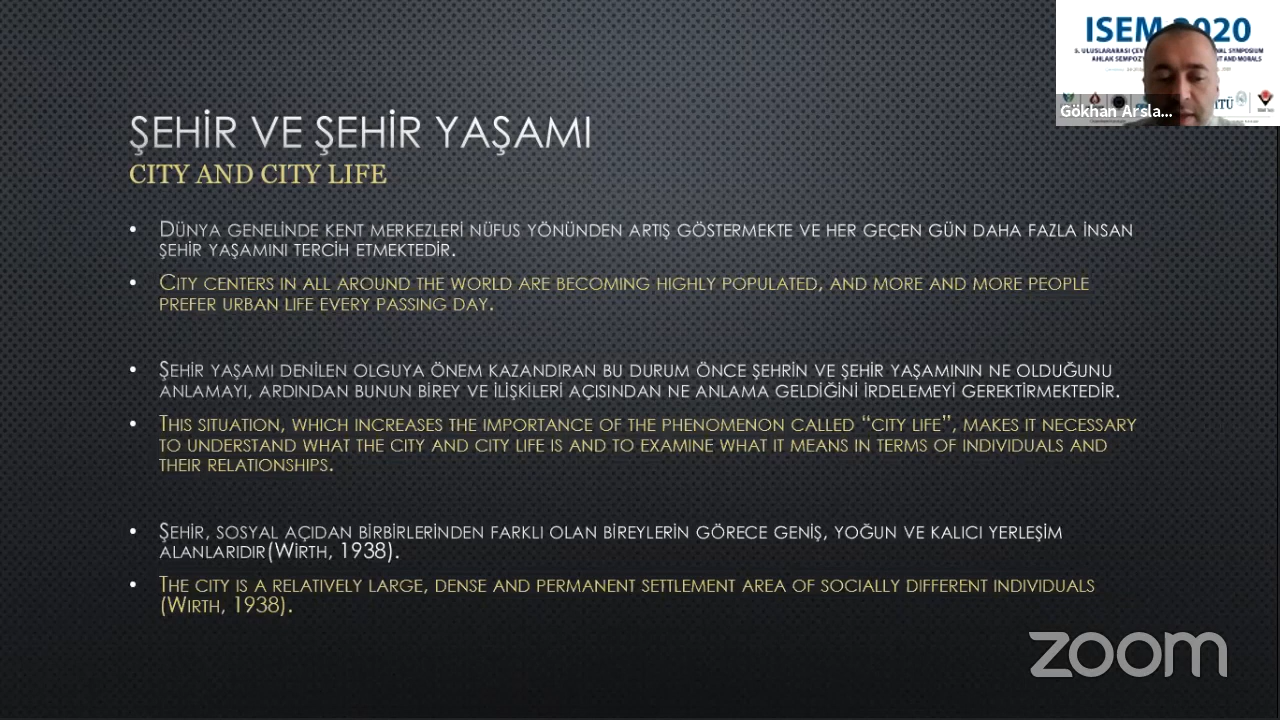 ISEM 2020
ŞEHİR VE ŞEHİR YAŞAMI
CITY AND CITY LIFE
Gökhan Arsla...
• DÜNYA GENELİNDE KENT MERKEZLERİ NÜFUS YÖNÜNDEN ARTIŞ GÖSTERMEKTE VE HER GEÇEN GÜN DAHA FAZLA İNSAN
ŞEHİR YAŞAMINI TERCİH ETMEKTEDİR.
• CITY CENTERS IN ALL AROUND THE WORLD ARE BECOMING HIGHLY POPULATED, AND MORE AND MORE PEOPLE
PREFER URBAN LIFE EVERY PASSING DAY.
• ŞEHİR YAŞAMI DENİLEN OLGUYA ÖNEM KAZANDIRAN BU DURUM ÖNCE ŞEHRİN VE ŞEHİR YAŞAMININ NE OLDUĞUNU
ANLAMAYI, ARDINDAN BUNUN BİREY VE İLİŞKİLERİ AÇISINDAN NE ANLAMA GELDİĞİNİ İRDELEMEYİ GEREKTİRMEKTEDİR.
• THIS SITUATION, WHICH INCREASES THE IMPORTANCE OF THE PHENOMENON CALLED “CITY LIFE”, MAKES IT NECESSARY
TO UNDERSTAND WHAT THE CITY AND CITY LIFE IS AND TO EXAMINE WHAT IT MEANS IN TERMS OF INDIVIDUALS AND
THEIR RELATIONSHIPS.
• ŞEHİR, SOSYAL AÇIDAN BİRBİRLERİNDEN FARKLI OLAN BİREYLERİN GÖRECE GENİŞ, YOĞUN VE KALICI YERLEŞİM
ALANLARIDIR(WİRTH, 1938).
• THE CITY IS A RELATIVELY LARGE, DENSE AND PERMANENT SETTLEMENT AREA OF SOCIALLY DIFFERENT INDIVIDUALS
(WIRTH, 1938).
zoom